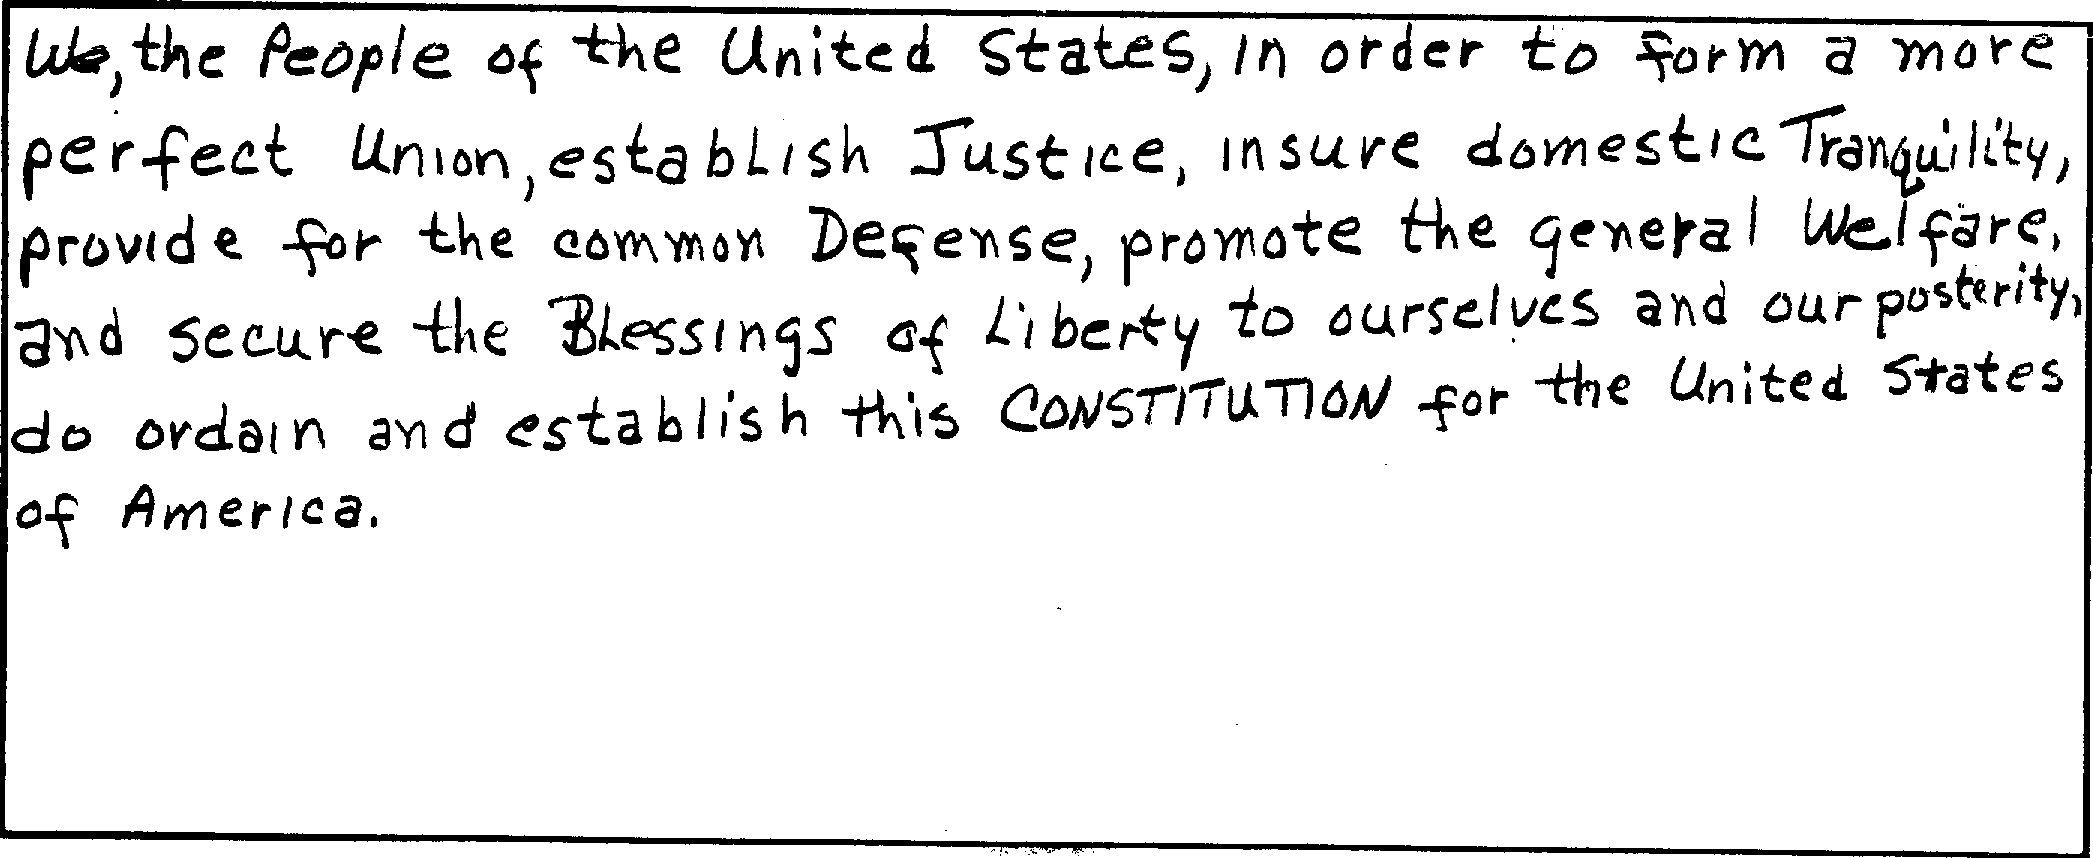 We, the People of the United States, in order to form a more
perfect Union, establish Justice, insure domestic Tranquility,
provide for the common Defense, promote the general Welfare,
and secure the Blessings of Liberty to ourselves and our posterity,
do ordain and establish this CONSTITUTION for the United States
of America.